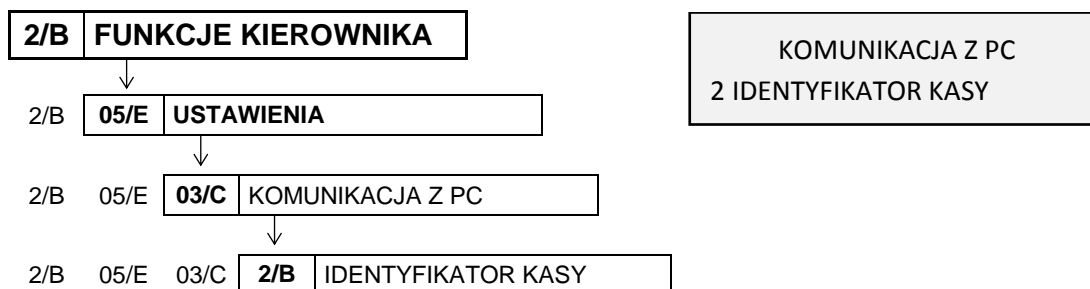 2/B FUNKCJE KIEROWNIKA
KOMUNIKACJA Z PC
2 IDENTYFIKATOR KASY
2/B 05/E USTAWIENIA
2/B 05/E 03/C KOMUNIKACJA Z PC
2/B 05/E 03/C 2/B IDENTYFIKATOR KASY